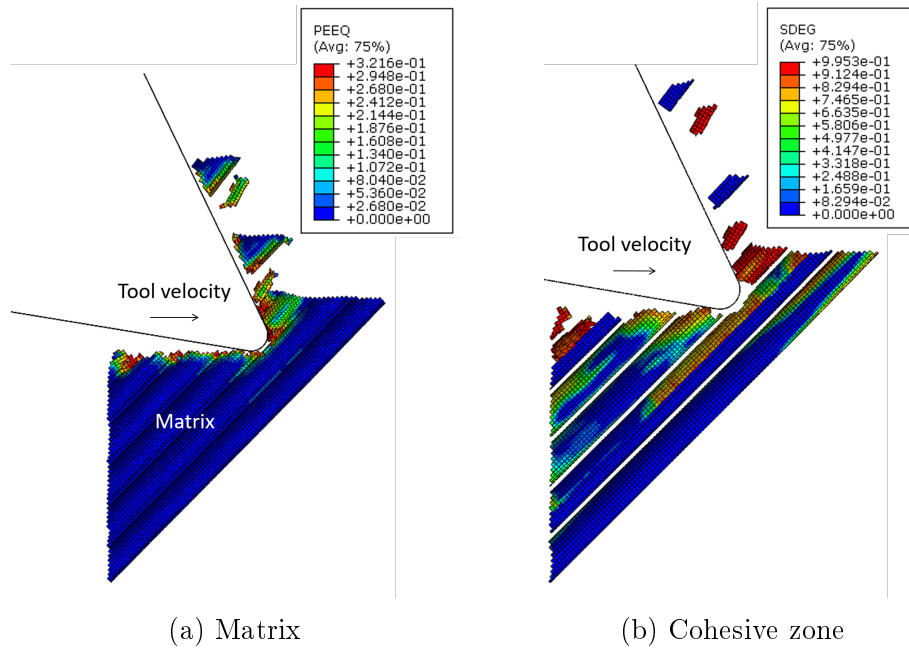 PEEQ
(Avg: 75%)
+3.216e-01
+2.948e-01
+2.680e-01
+2.412e-01
+2.144e-01
+1.876e-01
+1.608e-01
+1.340e-01
+1.072e-01
+8.040e-02
+5.360e-02
+2.680e-02
+0.000e+00
Tool velocity
Matrix
(a) Matrix
SDEG
(Avg: 75%)
+9.953e-01
+9.124e-01
+8.294e-01
+7.465e-01
+6.635e-01
+5.806e-01
+4.977e-01
+4.147e-01
+3.318e-01
+2.488e-01
+1.659e-01
+8.294e-02
+0.000e+00
Tool velocity
(b) Cohesive zone